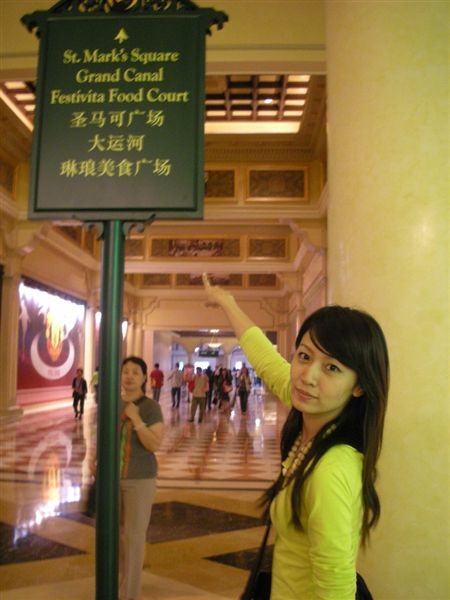 St. Mark's Square
Grand Canal
Festivita Food Court
圣马可广场
大运河
琳琅美食广场